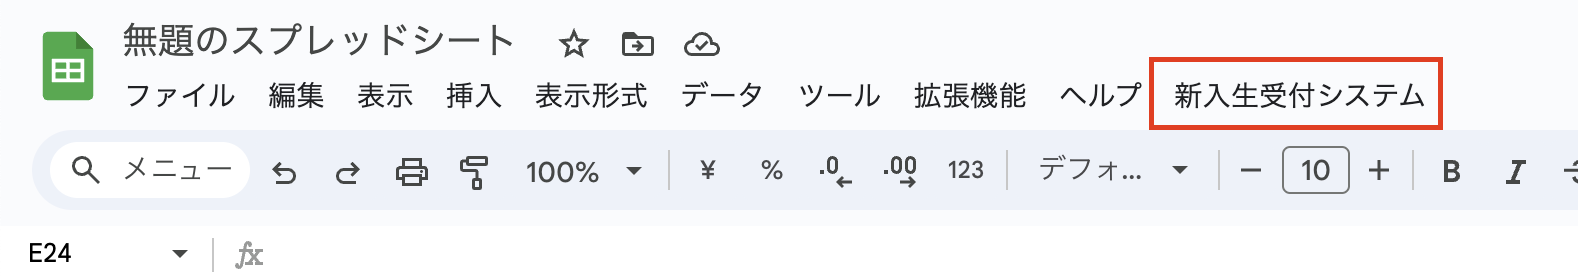 無題のスプレッドシート
ファイル 編集 表示 挿入 表示形式 データ ツール 拡張機能 ヘルプ 新入生受付システム
メニュー 100% ¥ % .0 .00 123 デフォ... 10 B I
E24 fx